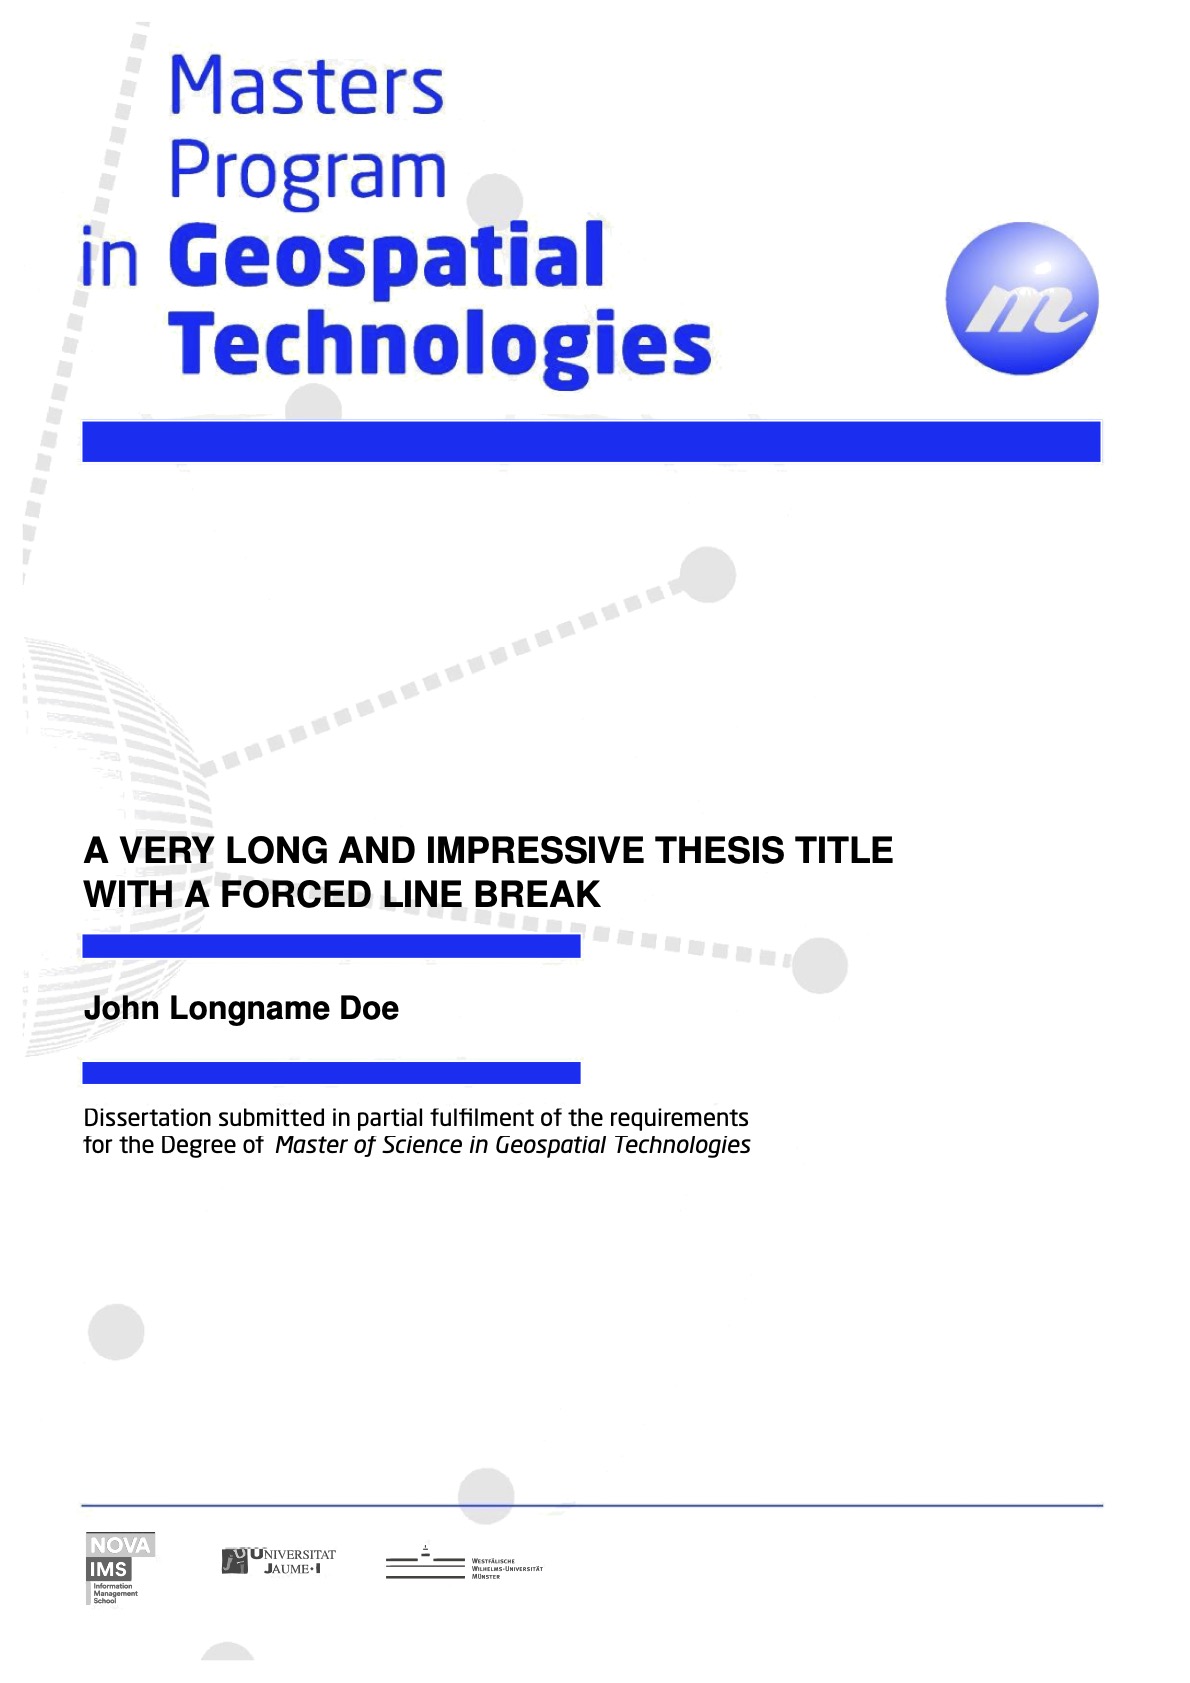 Masters
Program
in Geospatial
Technologies
m
A VERY LONG AND IMPRESSIVE THESIS TITLE
WITH A FORCED LINE BREAK
John Longname Doe
Dissertation submitted in partial fulfilment of the requirements
for the Degree of Master of Science in Geospatial Technologies
NOVA
IMS
Information
Management
School
UNIVERSITAT
JAUME·I
WESTFÄLISCHE
WILHELMS-UNIVERSITÄT
MÜNSTER